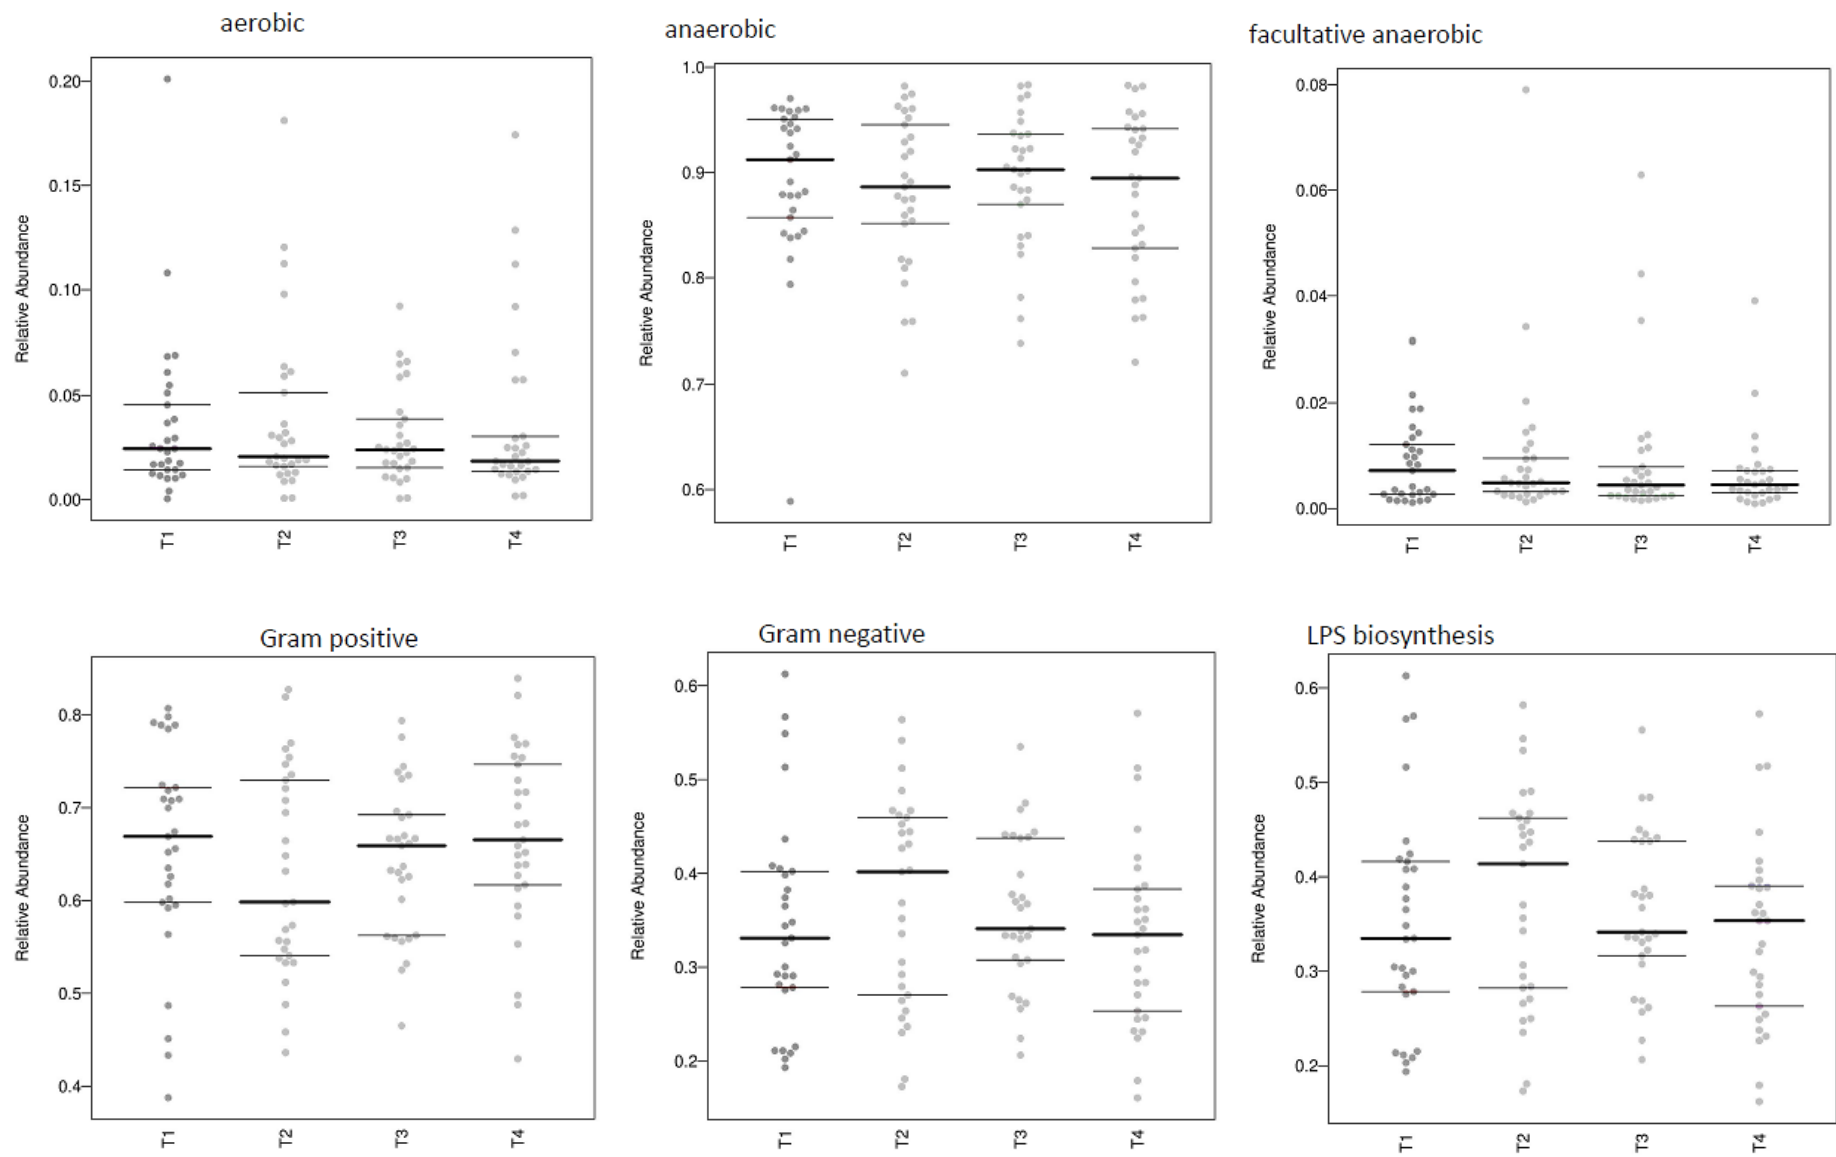 aerobic
anaerobic
facultative anaerobic
Relative Abundance
0.20
0.15
0.10
0.05
0.00
T1
T2
T3
T4
Relative Abundance
1.0
0.9
0.8
0.7
0.6
T1
T2
T3
T4
Relative Abundance
0.08
0.06
0.04
0.02
0.00
T1
T2
T3
T4
Gram positive
Gram negative
LPS biosynthesis
Relative Abundance
0.8
0.7
0.6
0.5
0.4
T1
T2
T3
T4
Relative Abundance
0.6
0.5
0.4
0.3
0.2
T1
T2
T3
T4
Relative Abundance
0.6
0.5
0.4
0.3
0.2
T1
T2
T3
T4